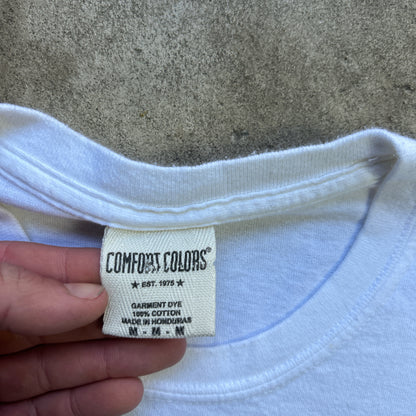 COMFORT COLORS®
★ EST. 1975 ★
GARMENT DYE
100% COTTON
MADE IN HONDURAS
M - M - M